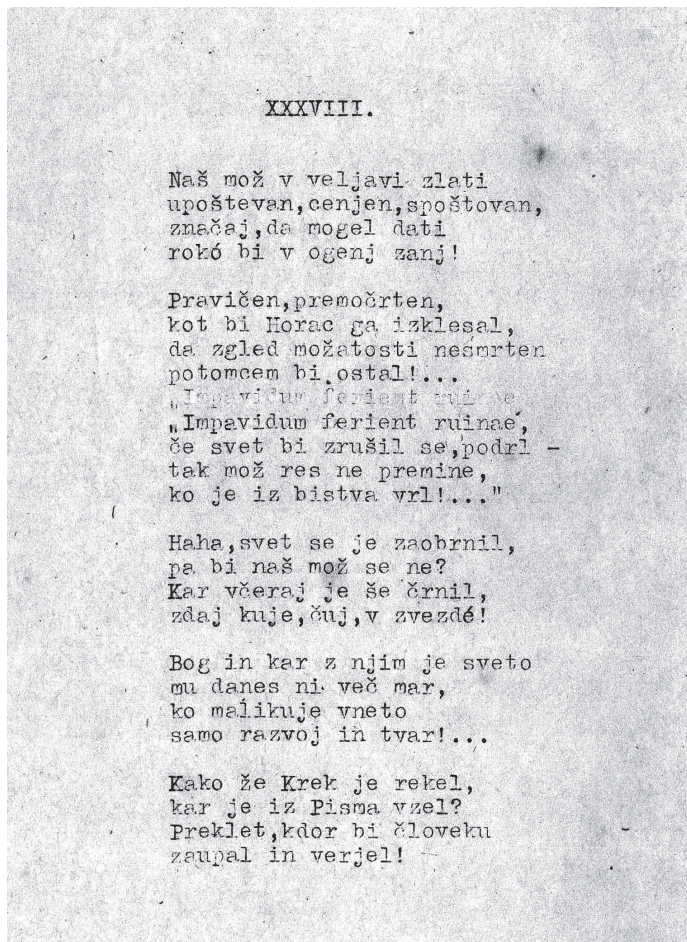 XXXVIII.

Naš mož v veljavi zlati
upoštevan,cenjen,spoštovan,
značaj,da mogel dati
rokó bi v ogenj zanj!

Pravičen,premočrten,
kot bi Horac ga izklesal,
da zgled možatosti nesmrten
potomcem bi ostal!...
„Impavidum ferient ruinae
„Impavidum ferient ruinae,
če svet bi zrušil se,podrl -
tak mož res ne premine,
ko je iz bistva vrl!..."

Haha,svet se je zaobrnil,
pa bi naš mož se ne?
Kar včeraj je še črnil,
zdaj kuje,čuj,v zvezdé!

Bog in kar z njim je sveto
mu danes ni več mar,
ko malikuje vneto
samo razvoj in tvar!...

Kako že Krek je rekel,
kar je iz Pisma vzel?
Preklet,kdor bi človeku
zaupal in verjel!